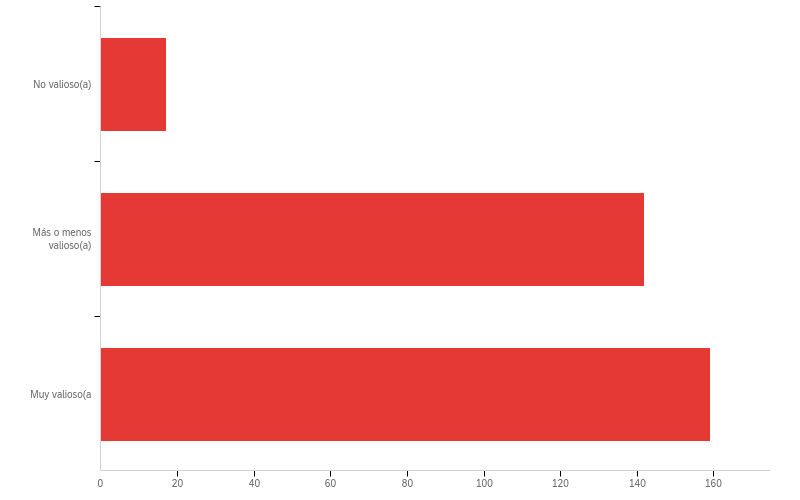 No valioso(a)
Más o menos
valioso(a)
Muy valioso(a
0 20 40 60 80 100 120 140 160